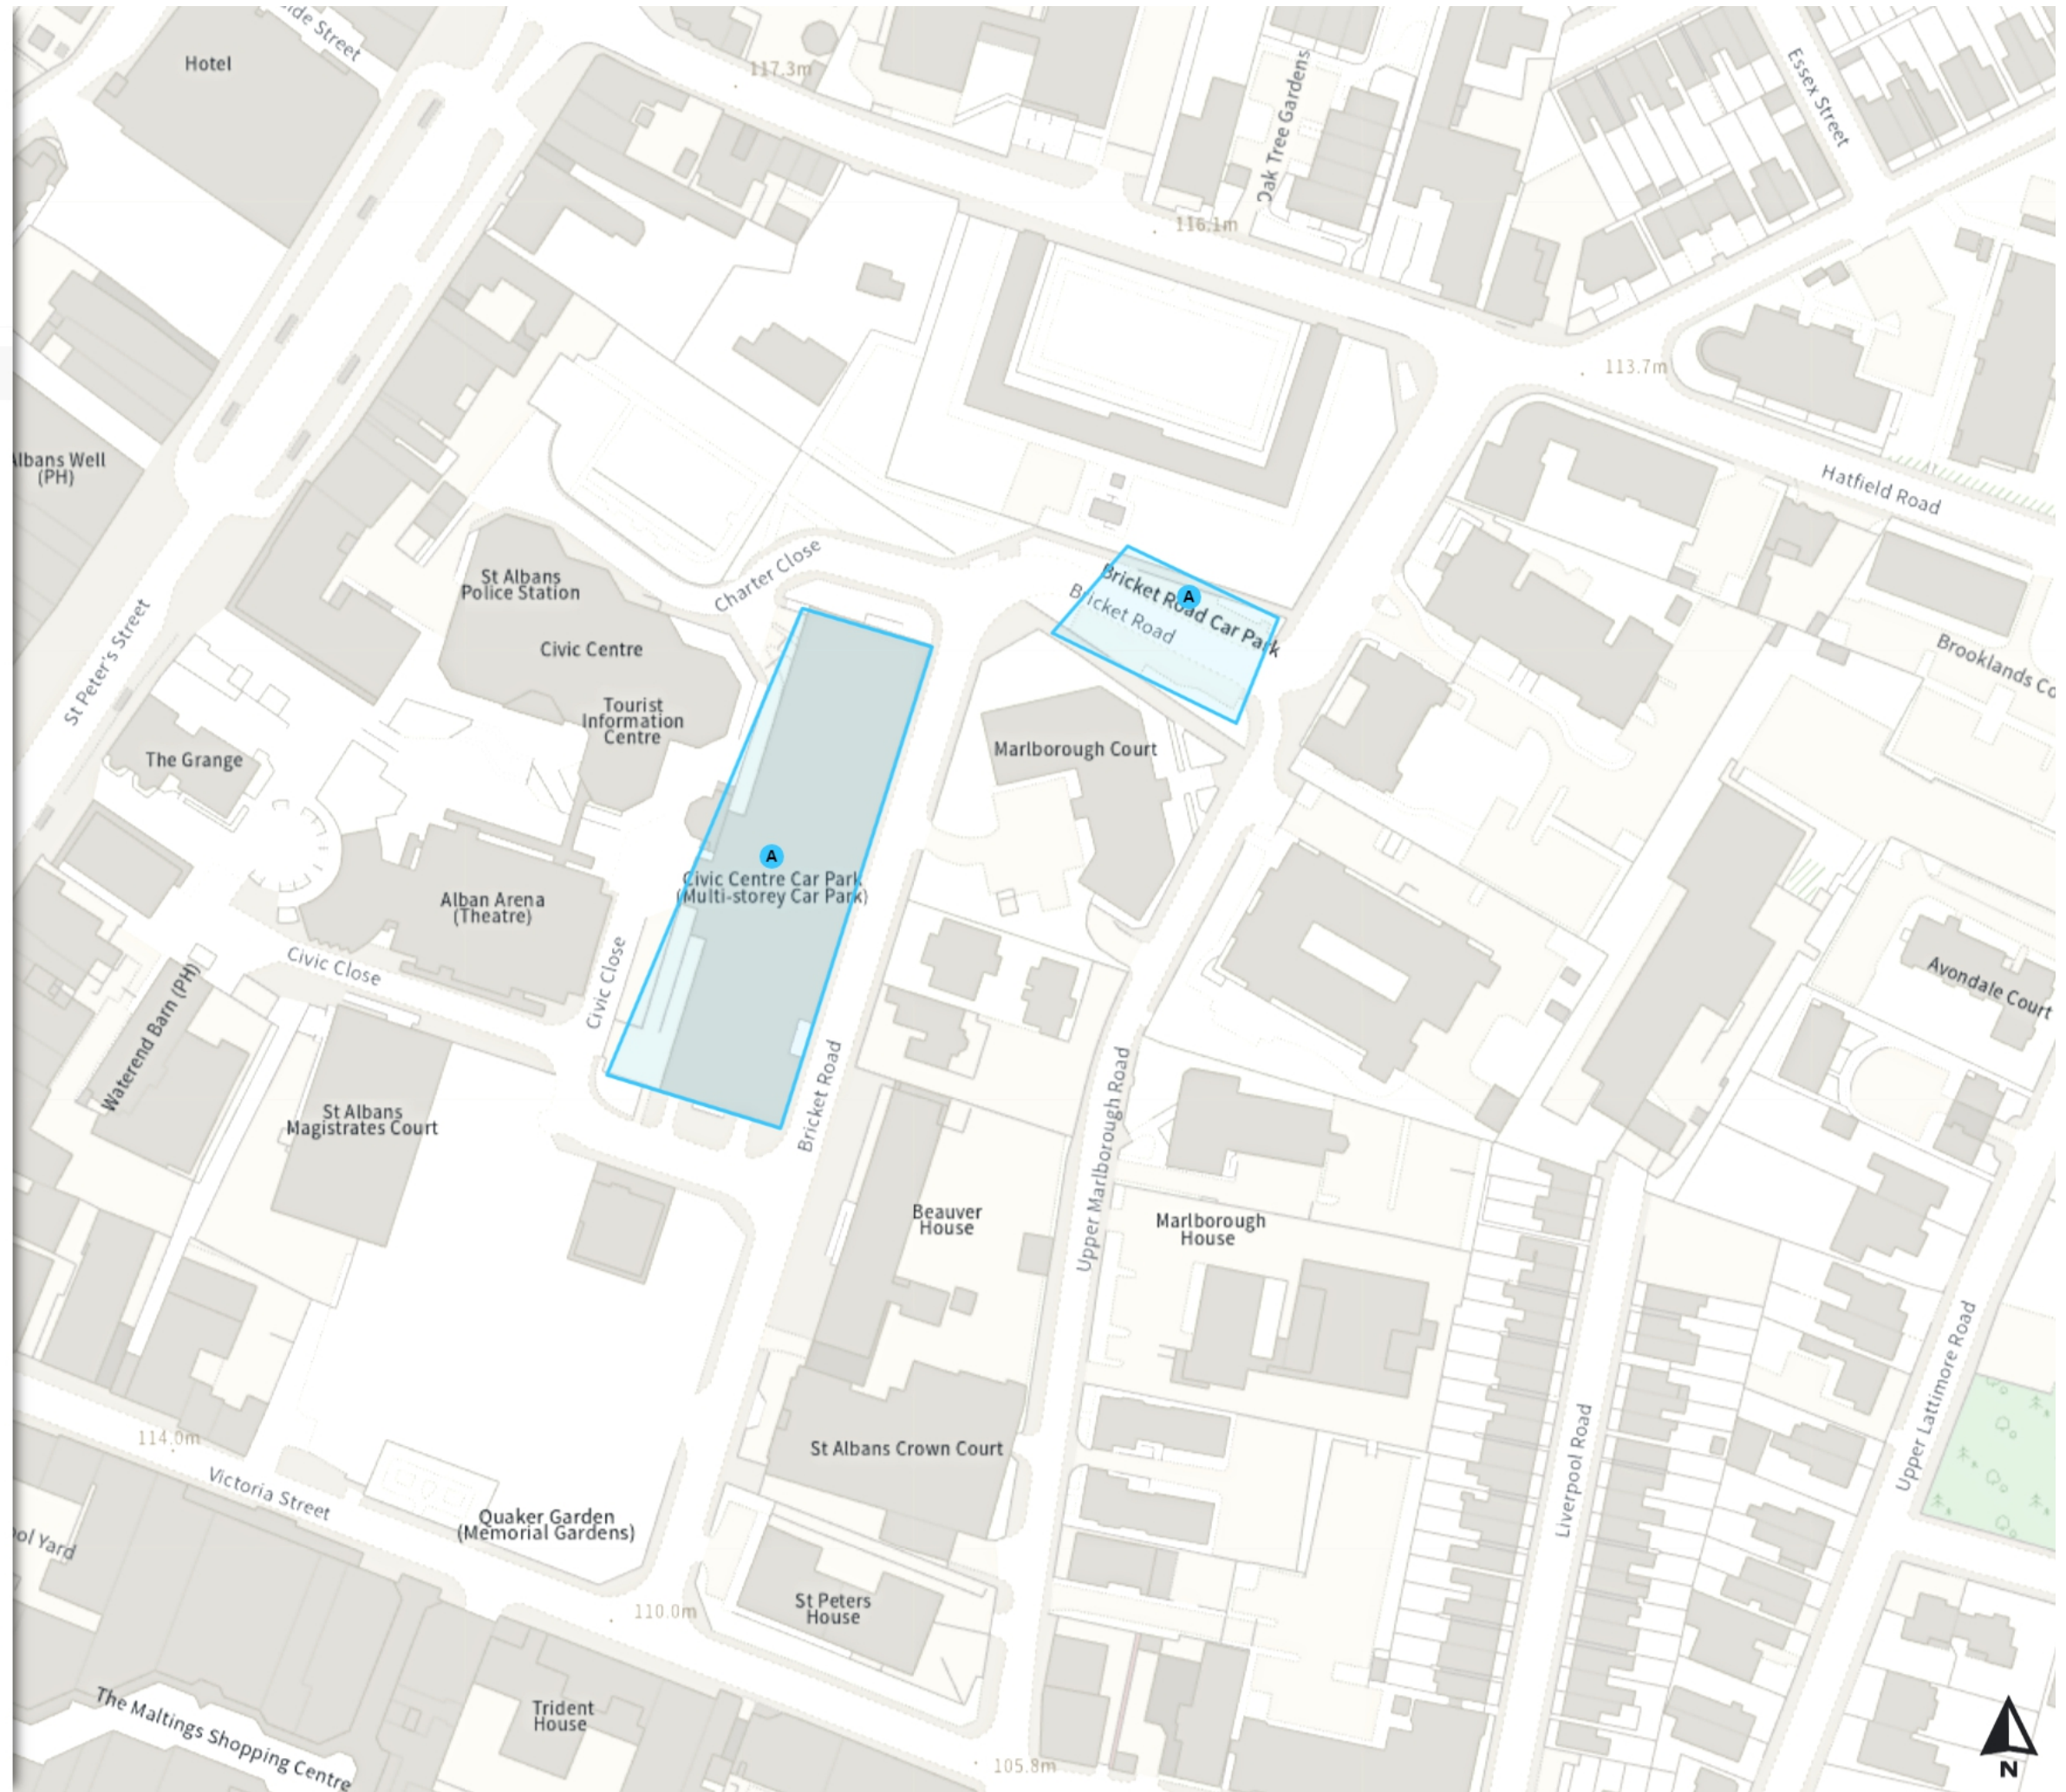 ide Street
Hotel
117.3m
Oak Tree Gardens
Essex Street
116.1m
113.7m
Albans Well
(PH)
Hatfield Road
St Albans
Police Station
Charter Close
Bricket Road Car Park
A
Bricket Road
Civic Centre
St Peter's Street
Brooklands Co
Tourist
Information
Centre
Marlborough Court
The Grange
A
Civic Centre Car Park
(Multi-storey Car Park)
Alban Arena
(Theatre)
Civic Close
Civic Close
Avondale Court
Waterend Barn (PH)
St Albans
Magistrates Court
Bricket Road
Upper Marlborough Road
Beauver
House
Marlborough
House
Upper Lattimore Road
Liverpool Road
114.0m
St Albans Crown Court
Victoria Street
Quaker Garden
(Memorial Gardens)
ool Yard
110.0m
St Peters
House
The Maltings Shopping Centre
Trident
House
105.8m
N